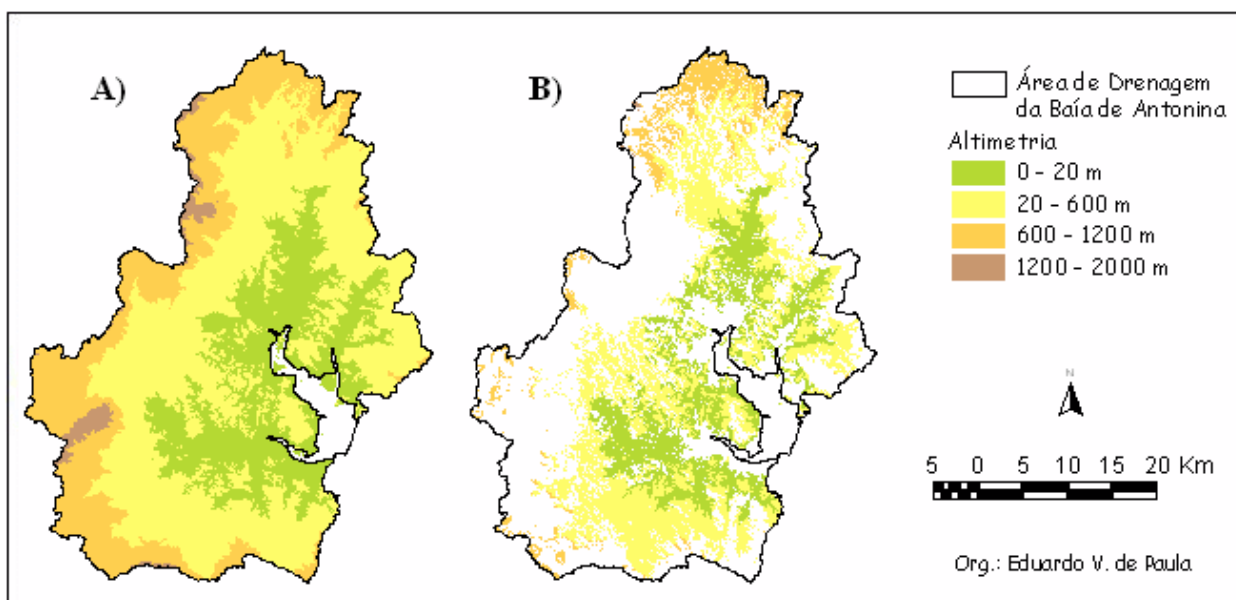 A)
B)
Área de Drenagem
da Baía de Antonina
Altimetria
0 - 20 m
20 - 600 m
600 - 1200 m
1200 - 2000 m
N
5 0 5 10 15 20 Km
Org.: Eduardo V. de Paula